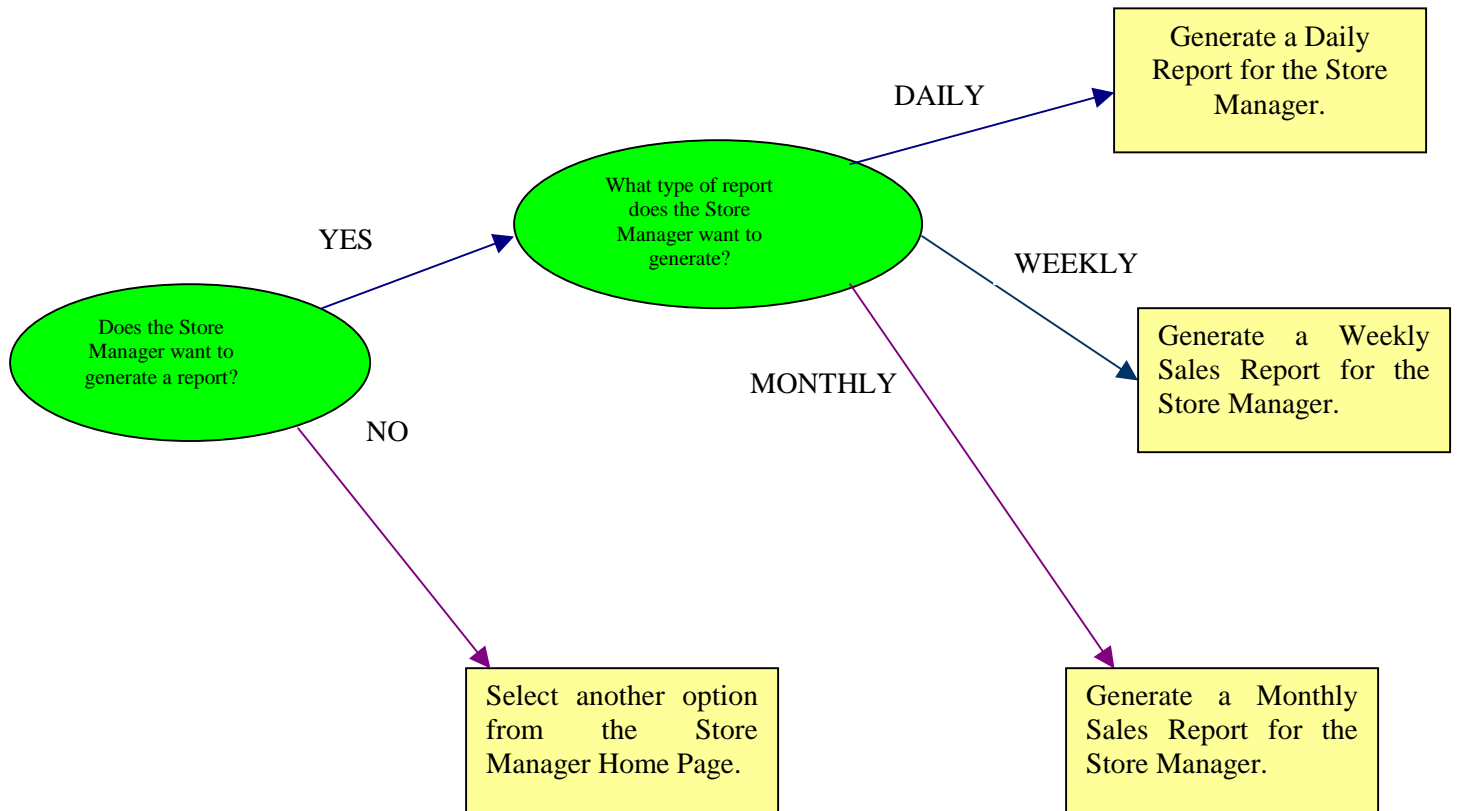 Generate a Daily
Report for the Store
Manager.
DAILY
What type of report
does the Store
Manager want to
generate?
YES
WEEKLY
Does the Store
Manager want to
generate a report?
Generate a Weekly
Sales Report for the
Store Manager.
MONTHLY
NO
Select another option
from the Store
Manager Home Page.
Generate a Monthly
Sales Report for the
Store Manager.